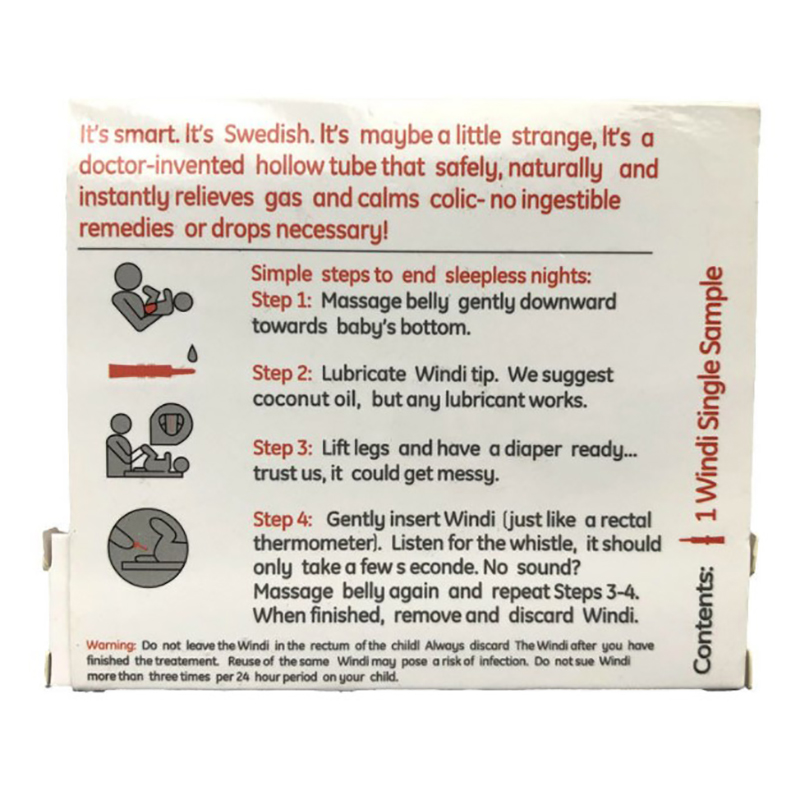 It's smart. It's Swedish. It's maybe a little strange, It's a
doctor-invented hollow tube that safely, naturally and
instantly relieves gas and calms colic- no ingestible
remedies or drops necessary!
Simple steps to end sleepless nights:
Step 1: Massage belly gently downward
towards baby's bottom.
Step 2: Lubricate Windi tip. We suggest
coconut oil, but any lubricant works.
Step 3: Lift legs and have a diaper ready...
trust us, it could get messy.
Step 4: Gently insert Windi (just like a rectal
thermometer). Listen for the whistle, it should
only take a few s econde. No sound?
Massage belly again and repeat Steps 3-4.
When finished, remove and discard Windi.
Warning: Do not leave the Windi in the rectum of the child! Always discard The Windi after you have
finished the treatement. Reuse of the same Windi may pose a risk of infection. Do not sue Windi
more than three times per 24 hour period on your child.
Contents: 1 Windi Single Sample